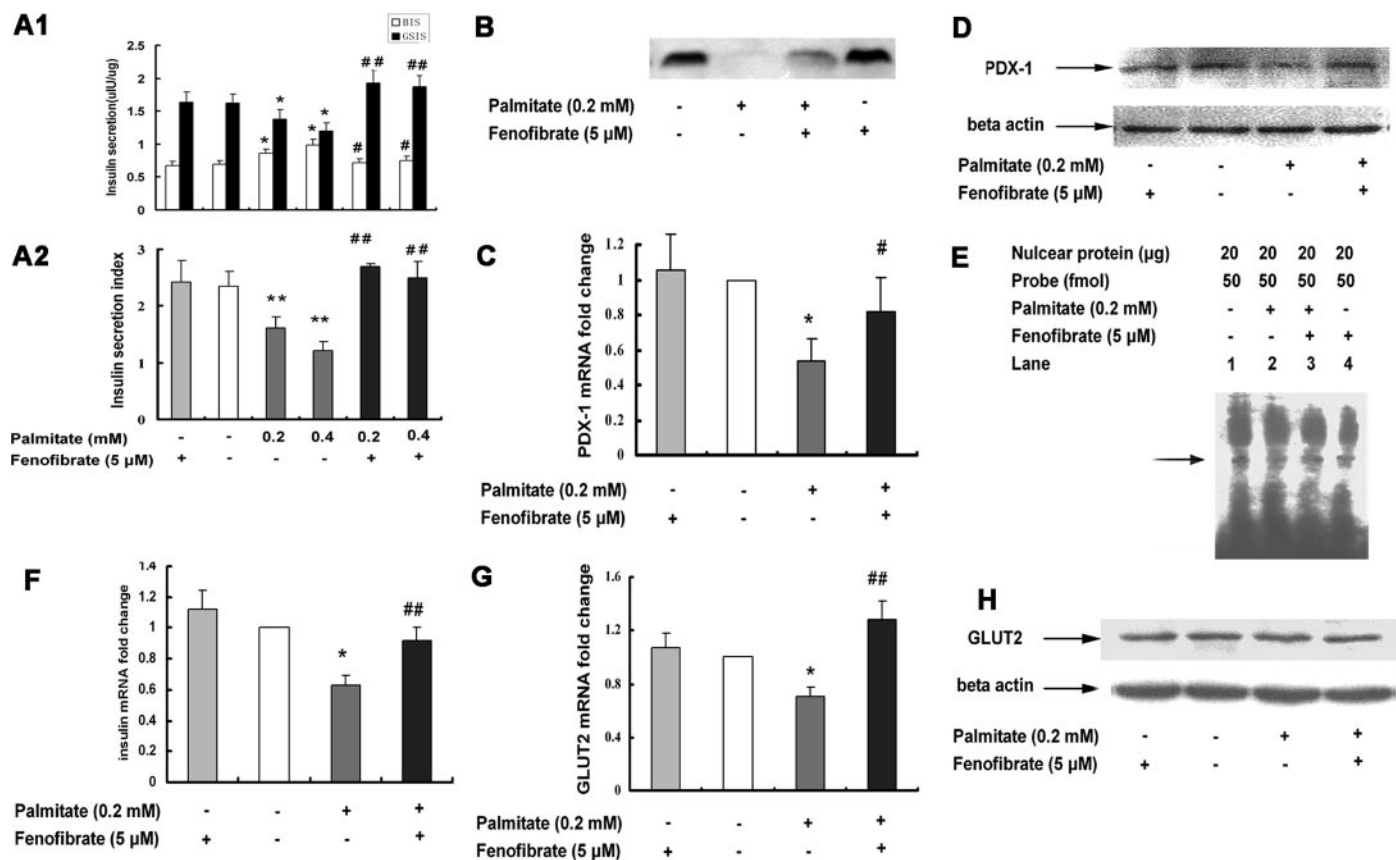 A1
BIS
GSIS
Insulin secretion(uIU/ug)
2.5
2
1.5
1
0.5
0
* * * * # ## # ##
A2
Insulin secretion index
3
2
1
0
** ** ## ##
Palmitate (mM) - - 0.2 0.4 0.2 0.4
Fenofibrate (5 µM) + - - - + +
B
Palmitate (0.2 mM) - + + -
Fenofibrate (5 µM) - - + +
C
PDX-1 mRNA fold change
1.2
1
0.8
0.6
0.4
0.2
0
* #
Palmitate (0.2 mM) - - + +
Fenofibrate (5 µM) + - - +
D
PDX-1
beta actin
Palmitate (0.2 mM) - - + +
Fenofibrate (5 µM) + - - +
E
Nulcear protein (µg) 20 20 20 20
Probe (fmol) 50 50 50 50
Palmitate (0.2 mM) - + + -
Fenofibrate (5 µM) - - + +
Lane 1 2 3 4
F
insulin mRNA fold change
1.4
1.2
1
0.8
0.6
0.4
0.2
0
* ##
Palmitate (0.2 mM) - - + +
Fenofibrate (5 µM) + - - +
G
GLUT2 mRNA fold change
1.6
1.2
0.8
0.4
0
* ##
Palmitate (0.2 mM) - - + +
Fenofibrate (5 µM) + - - +
H
GLUT2
beta actin
Palmitate (0.2 mM) - - + +
Fenofibrate (5 µM) + - - +